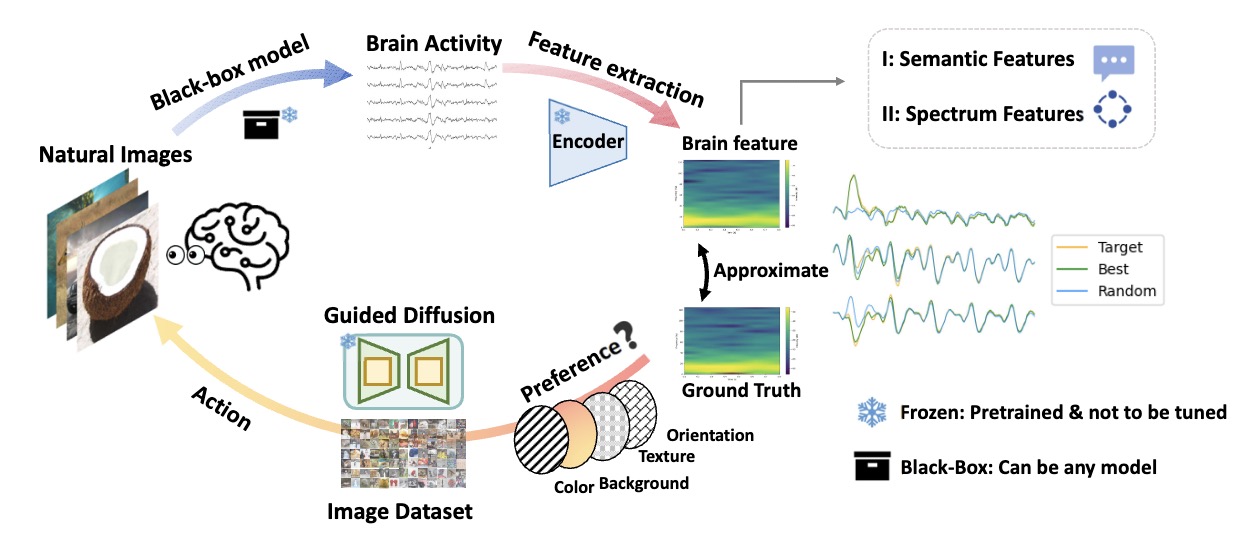 Black-box model
Brain Activity
Feature extraction
Encoder
I: Semantic Features
II: Spectrum Features
Natural Images
Brain feature
Approximate
Ground Truth
Target
Best
Random
Guided Diffusion
Preference?
Orientation
Texture
Color Background
Action
Image Dataset
Frozen: Pretrained & not to be tuned
Black-Box: Can be any model